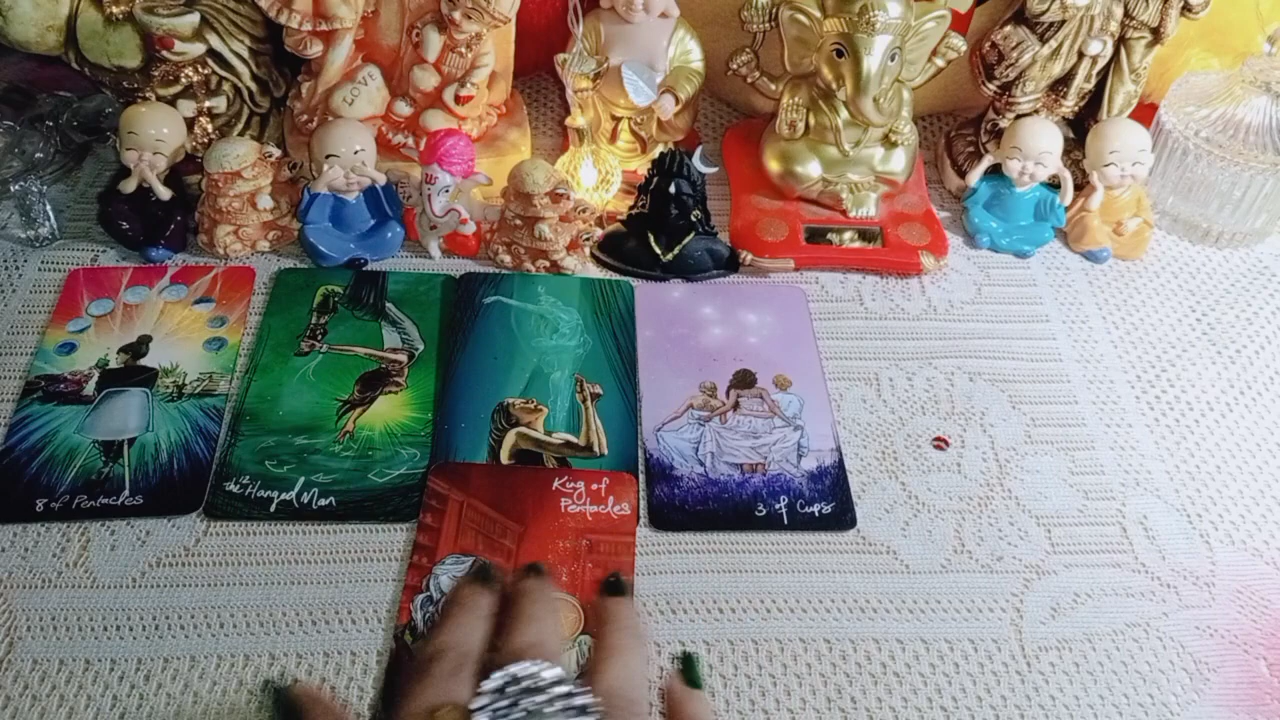 LOVE
8 of Pentacles
the 12 Hanged Man
3 of Cups
King of
Pentacles